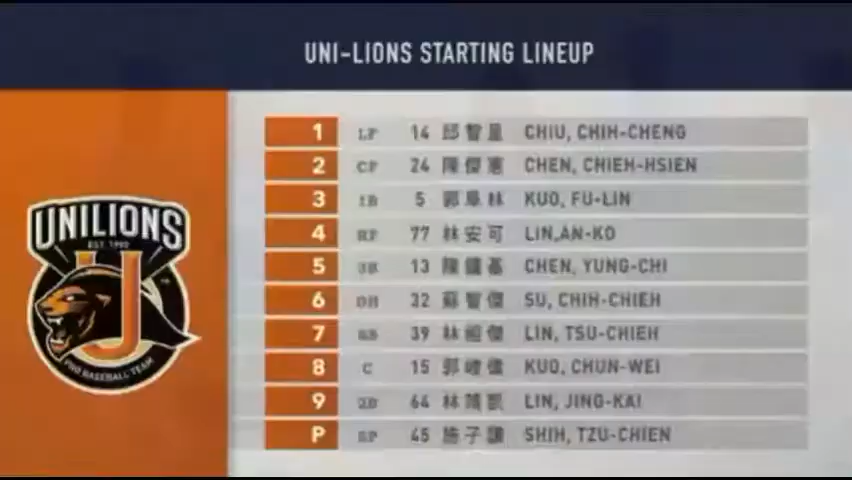 UNI-LIONS STARTING LINEUP
UNILIONS
EST. 1990
U
PRO BASEBALL TEAM
1 LF 14 邱智呈 CHIU, CHIH-CHENG
2 CF 24 陳傑憲 CHEN, CHIEH-HSIEN
3 1B 5 郭阜林 KUO, FU-LIN
4 RF 77 林安可 LIN,AN-KO
5 3B 13 陳鏞基 CHEN, YUNG-CHI
6 DH 32 蘇智傑 SU, CHIH-CHIEH
7 SS 39 林祖傑 LIN, TSU-CHIEH
8 C 15 郭峻偉 KUO, CHUN-WEI
9 2B 64 林靖凱 LIN, JING-KAI
P SP 45 施子謙 SHIH, TZU-CHIEN